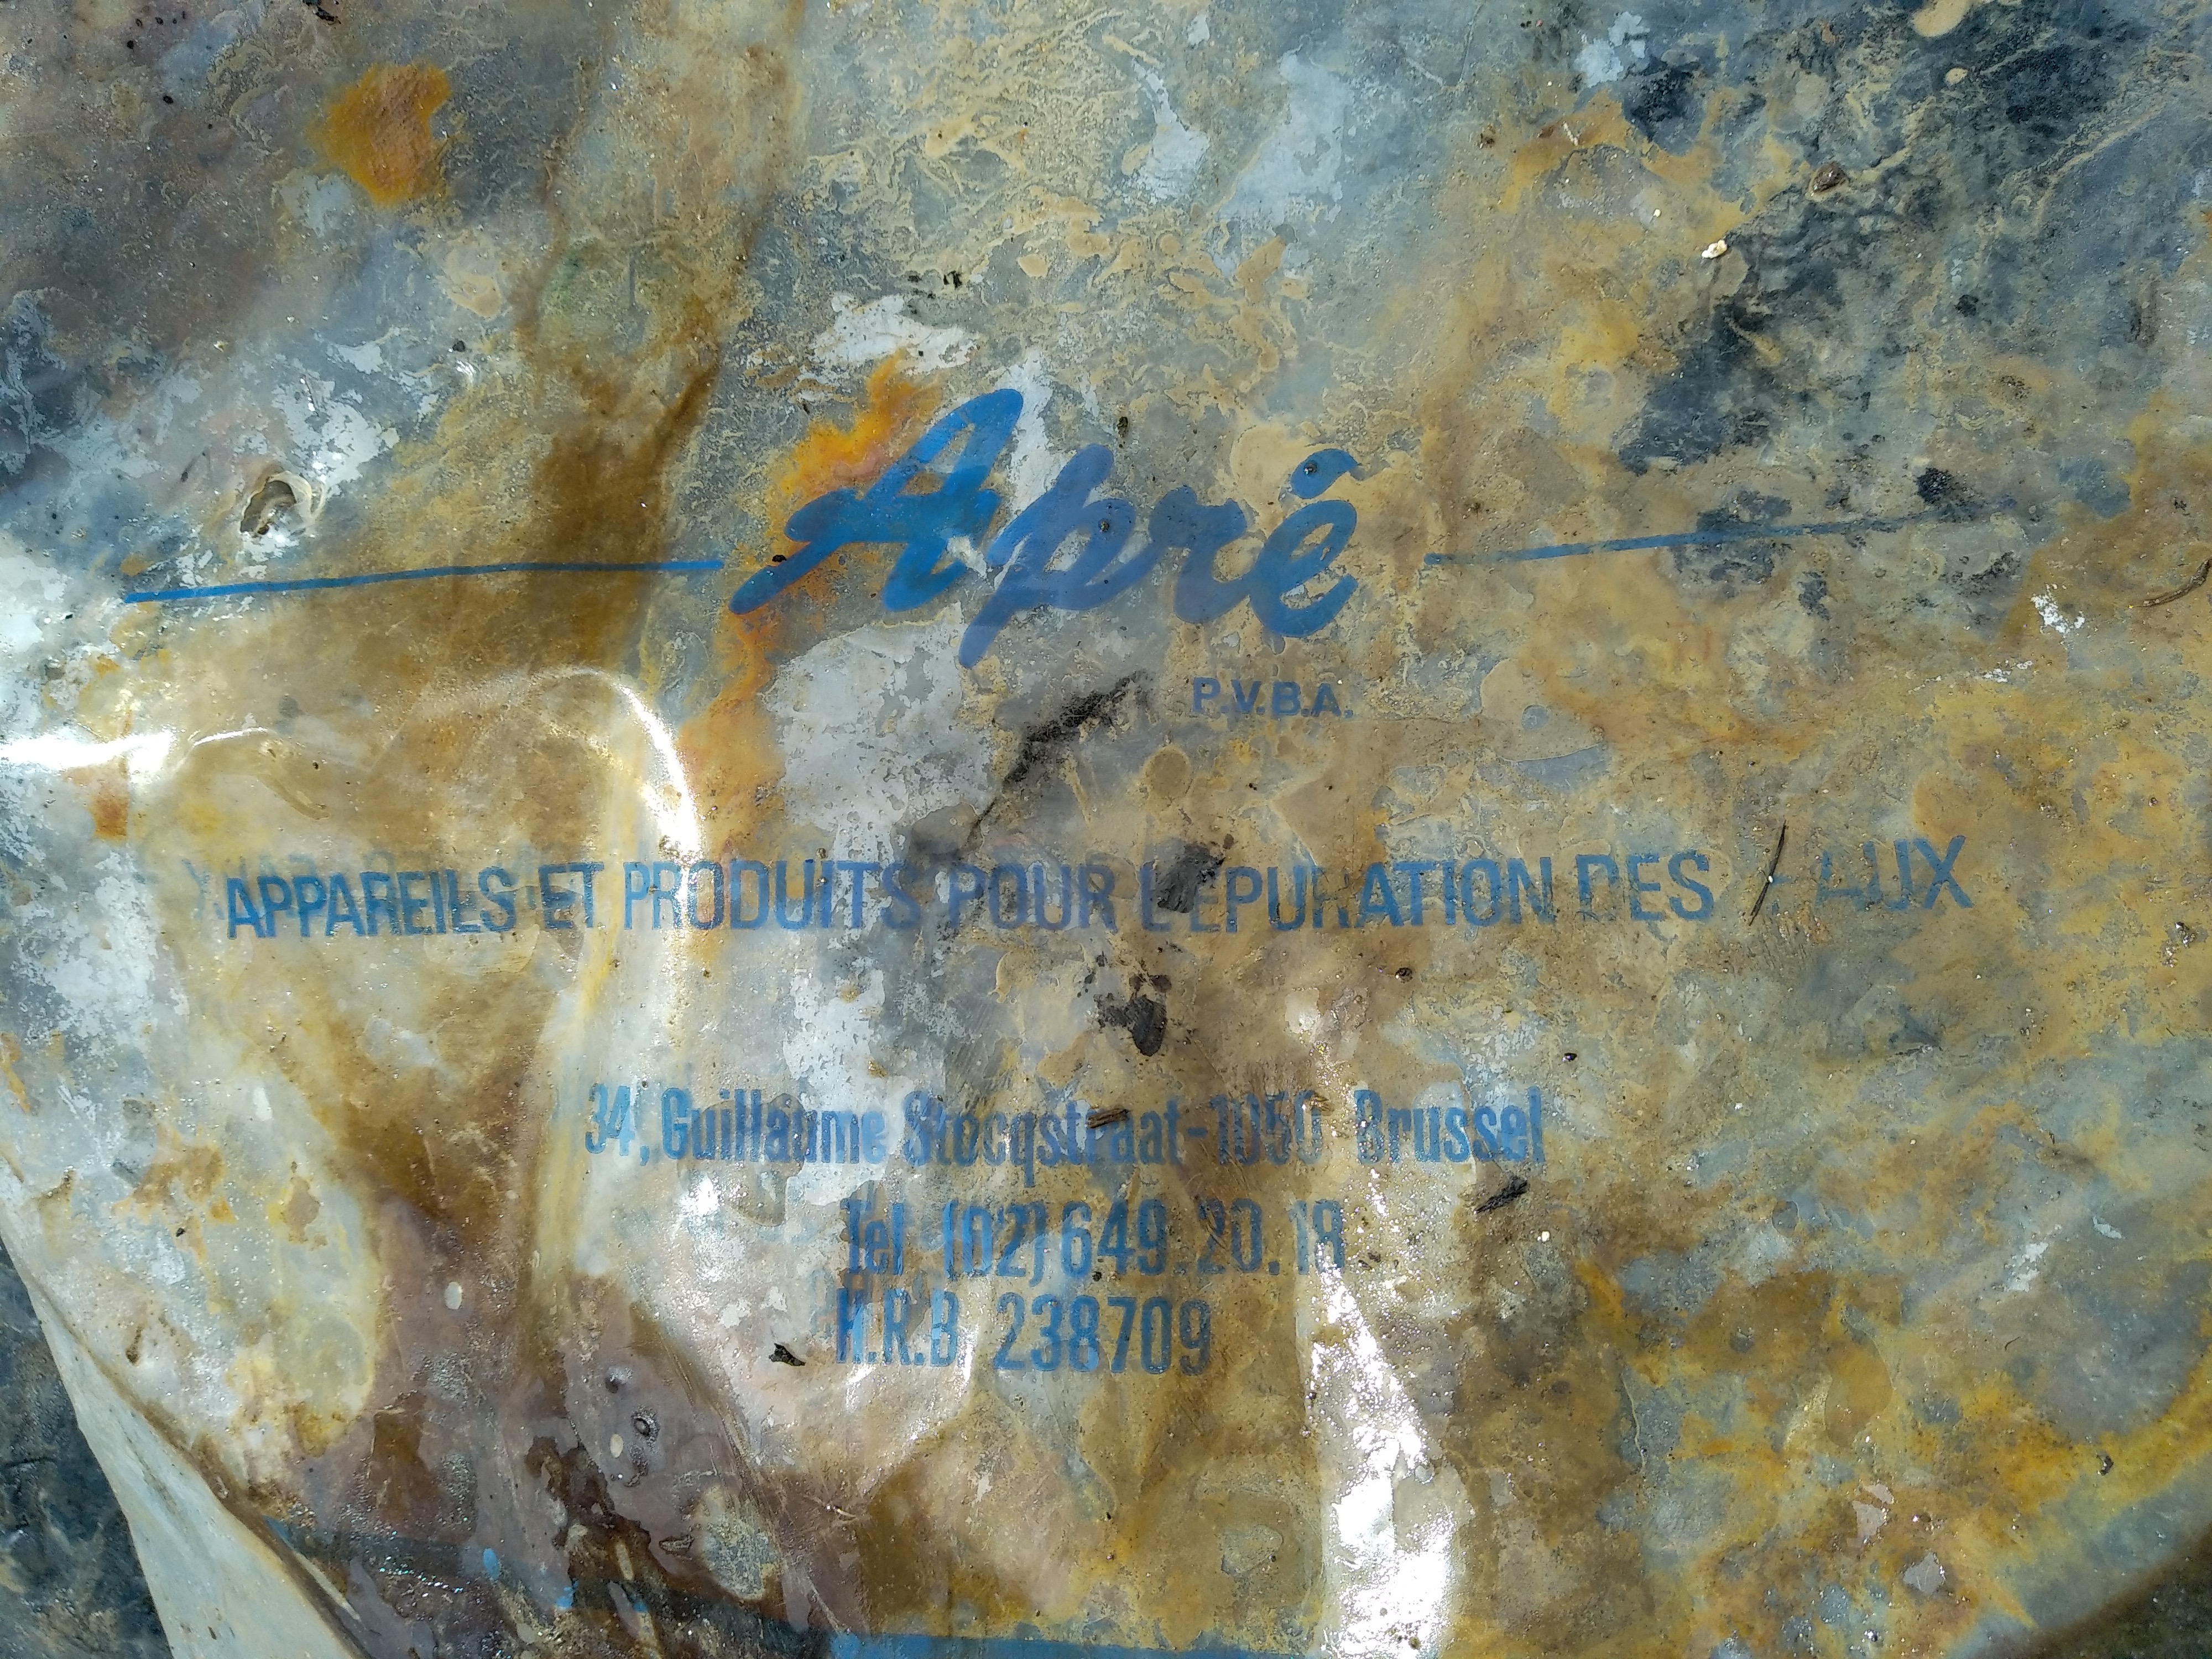 Apré
P.V.B.A.
APPAREILS ET PRODUITS POUR L'EPURATION DES EAUX
34, Guillaume Stocqstraat - 1050 Brussel
Tel (02) 649.20.18
H.R.B 238709